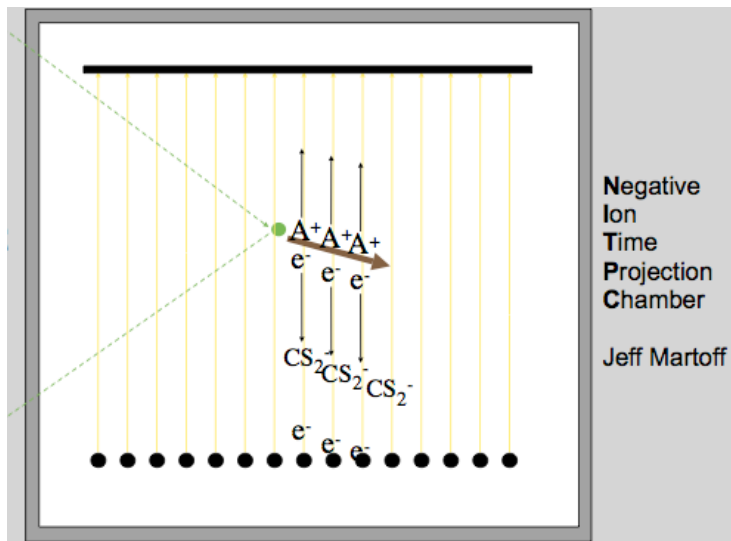 A⁺ A⁺ A⁺
e⁻ e⁻ e⁻
CS₂⁻ CS₂⁻ CS₂⁻
e⁻ e⁻ e⁻
Negative
Ion
Time
Projection
Chamber
Jeff Martoff